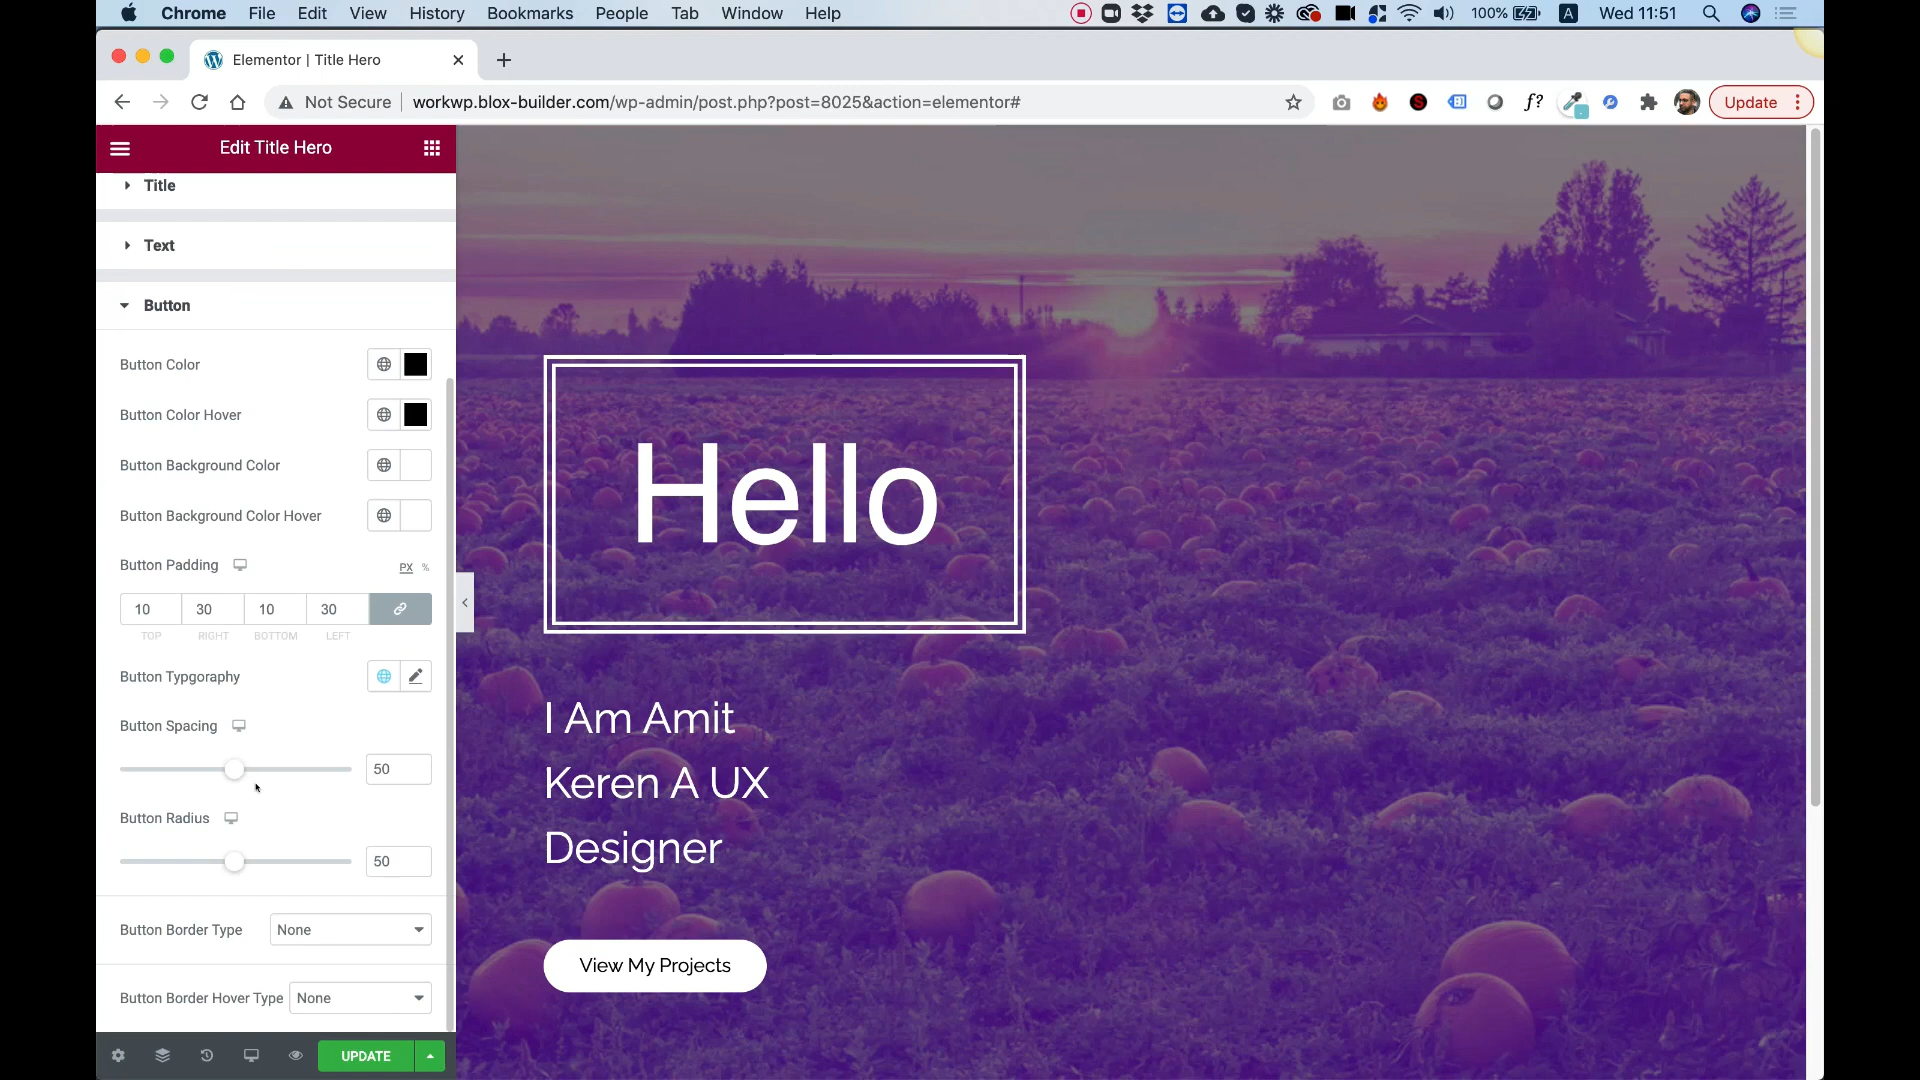 Chrome File Edit View History Bookmarks People Tab Window Help 100% A Wed 11:51
Elementor | Title Hero
Not Secure workwp.blox-builder.com/wp-admin/post.php?post=8025&action=elementor# f? Update
Edit Title Hero
Title
Text
Button
Button Color
Button Color Hover
Button Background Color
Button Background Color Hover
Button Padding PX %
10 30 10 30
TOP RIGHT BOTTOM LEFT
Button Typgoraphy
Button Spacing
50
Button Radius
50
Button Border Type None
Button Border Hover Type None
UPDATE
Hello
I Am Amit
Keren A UX
Designer
View My Projects